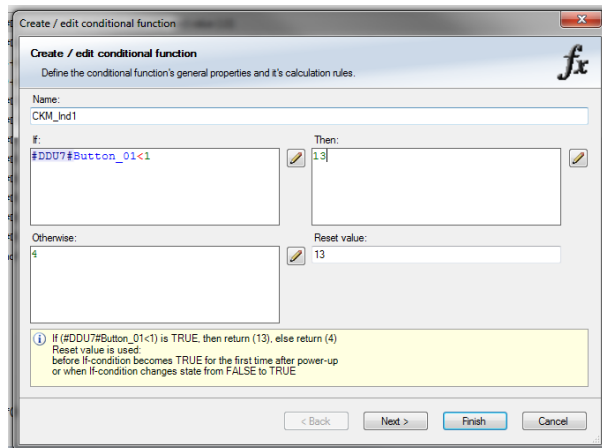 Create / edit conditional function
Create / edit conditional function
Define the conditional function's general properties and it's calculation rules.
fx
Name:
CKM_Ind1
If:
Then:
#DDU7#Button_01<1
13
Otherwise:
Reset value:
4
13
If (#DDU7#Button_01<1) is TRUE, then return (13), else return (4)
Reset value is used:
before If-condition becomes TRUE for the first time after power-up
or when If-condition changes state from FALSE to TRUE
< Back
Next >
Finish
Cancel